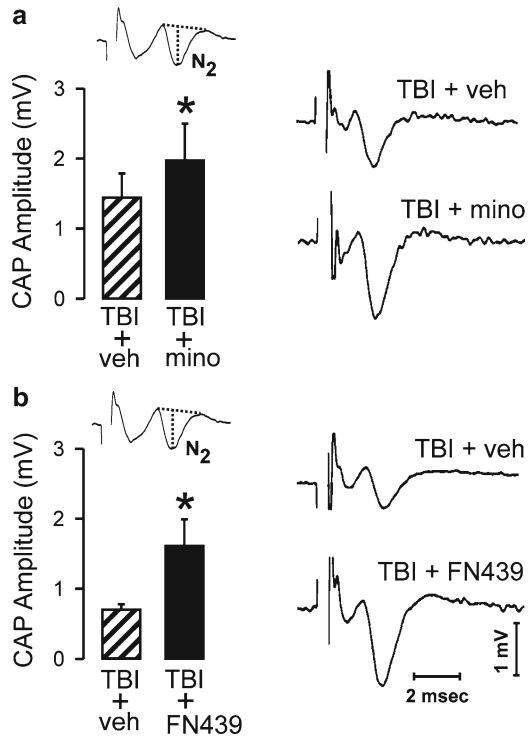 a
N2
CAP Amplitude (mV)
3
2
1
0
*
TBI
+
veh
TBI
+
mino
TBI + veh
TBI + mino
b
N2
CAP Amplitude (mV)
3
2
1
0
*
TBI
+
veh
TBI
+
FN439
TBI + veh
TBI + FN439
1 mV
2 msec